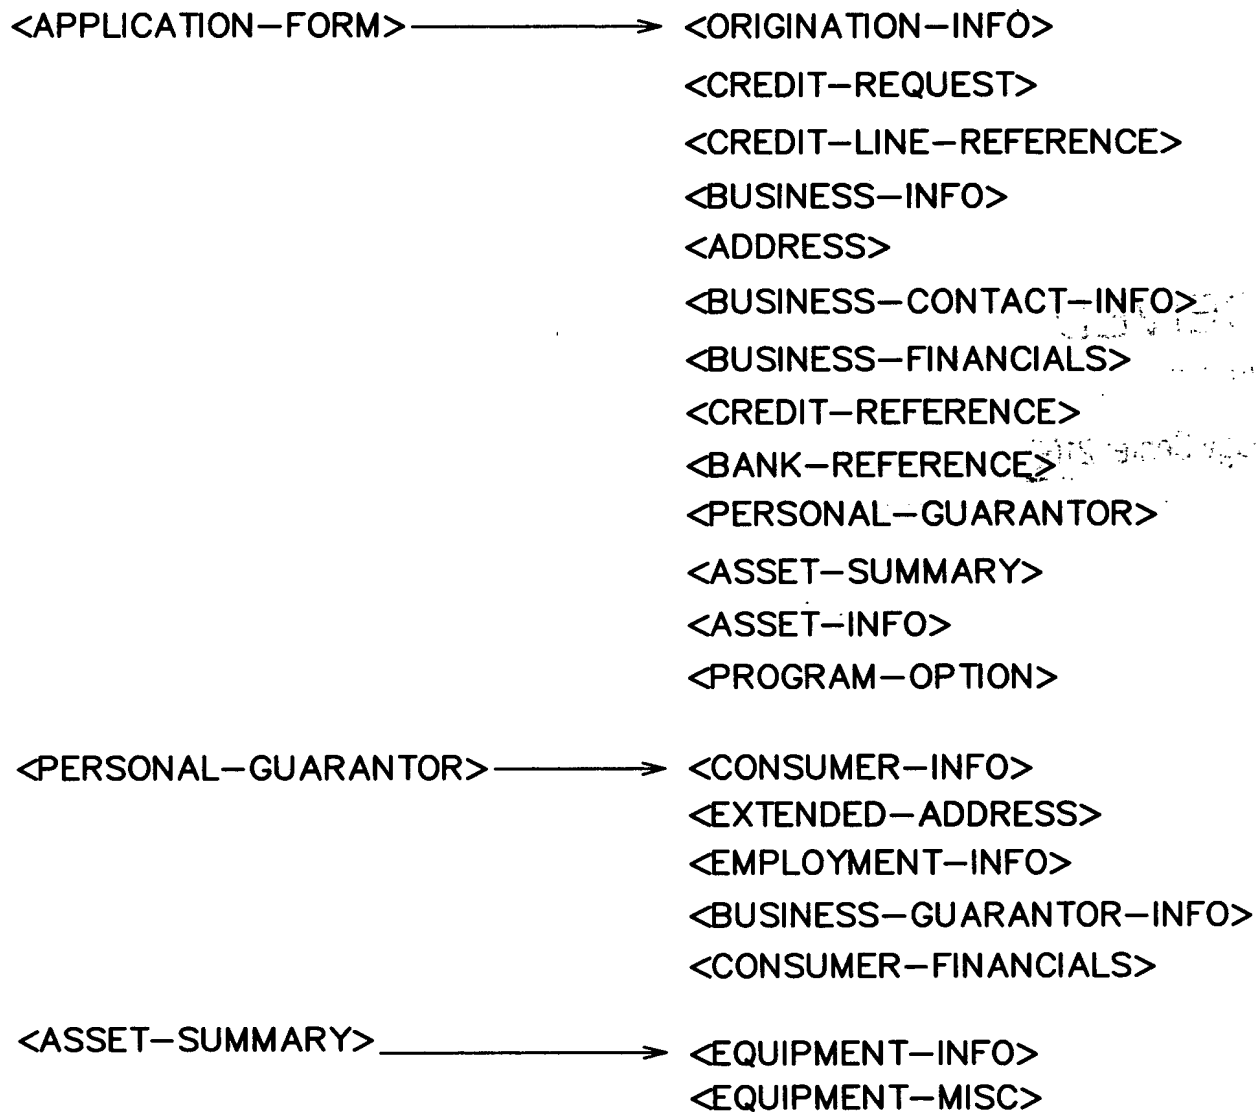 <APPLICATION-FORM> → <ORIGINATION-INFO>
<CREDIT-REQUEST>
<CREDIT-LINE-REFERENCE>
<BUSINESS-INFO>
<ADDRESS>
<BUSINESS-CONTACT-INFO>
<BUSINESS-FINANCIALS>
<CREDIT-REFERENCE>
<BANK-REFERENCE>
<PERSONAL-GUARANTOR>
<ASSET-SUMMARY>
<ASSET-INFO>
<PROGRAM-OPTION>
<PERSONAL-GUARANTOR> → <CONSUMER-INFO>
<EXTENDED-ADDRESS>
<EMPLOYMENT-INFO>
<BUSINESS-GUARANTOR-INFO>
<CONSUMER-FINANCIALS>
<ASSET-SUMMARY> → <EQUIPMENT-INFO>
<EQUIPMENT-MISC>